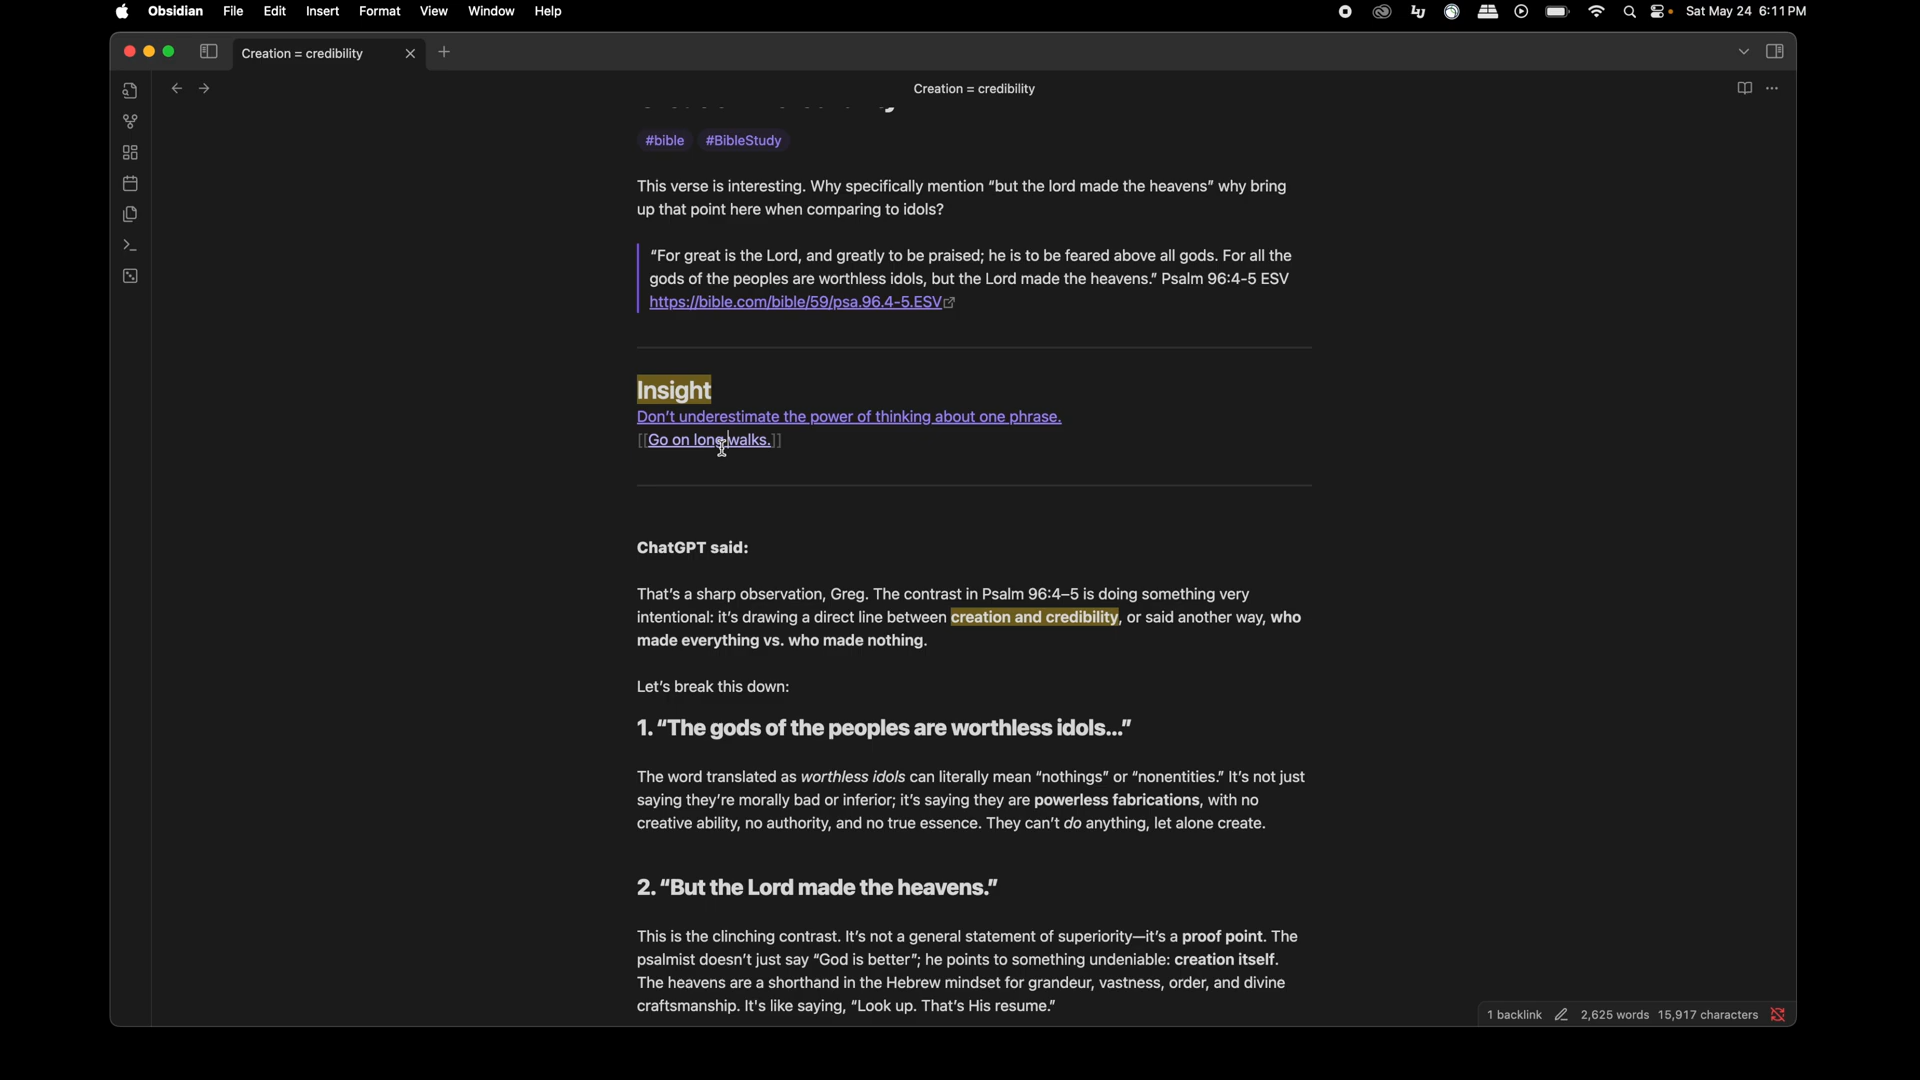 Obsidian File Edit Insert Format View Window Help
Sat May 24 6:11 PM
Creation = credibility
Creation = credibility
#bible #BibleStudy
This verse is interesting. Why specifically mention “but the lord made the heavens” why bring
up that point here when comparing to idols?
“For great is the Lord, and greatly to be praised; he is to be feared above all gods. For all the
gods of the peoples are worthless idols, but the Lord made the heavens.” Psalm 96:4-5 ESV
https://bible.com/bible/59/psa.96.4-5.ESV
Insight
Don’t underestimate the power of thinking about one phrase.
[[Go on long walks.]]
ChatGPT said:
That’s a sharp observation, Greg. The contrast in Psalm 96:4–5 is doing something very
intentional: it’s drawing a direct line between creation and credibility, or said another way, who
made everything vs. who made nothing.
Let’s break this down:
1. “The gods of the peoples are worthless idols…”
The word translated as worthless idols can literally mean “nothings” or “nonentities.” It’s not just
saying they’re morally bad or inferior; it’s saying they are powerless fabrications, with no
creative ability, no authority, and no true essence. They can’t do anything, let alone create.
2. “But the Lord made the heavens.”
This is the clinching contrast. It’s not a general statement of superiority—it’s a proof point. The
psalmist doesn’t just say “God is better”; he points to something undeniable: creation itself.
The heavens are a shorthand in the Hebrew mindset for grandeur, vastness, order, and divine
craftsmanship. It's like saying, “Look up. That’s His resume.”
1 backlink 2,625 words 15,917 characters